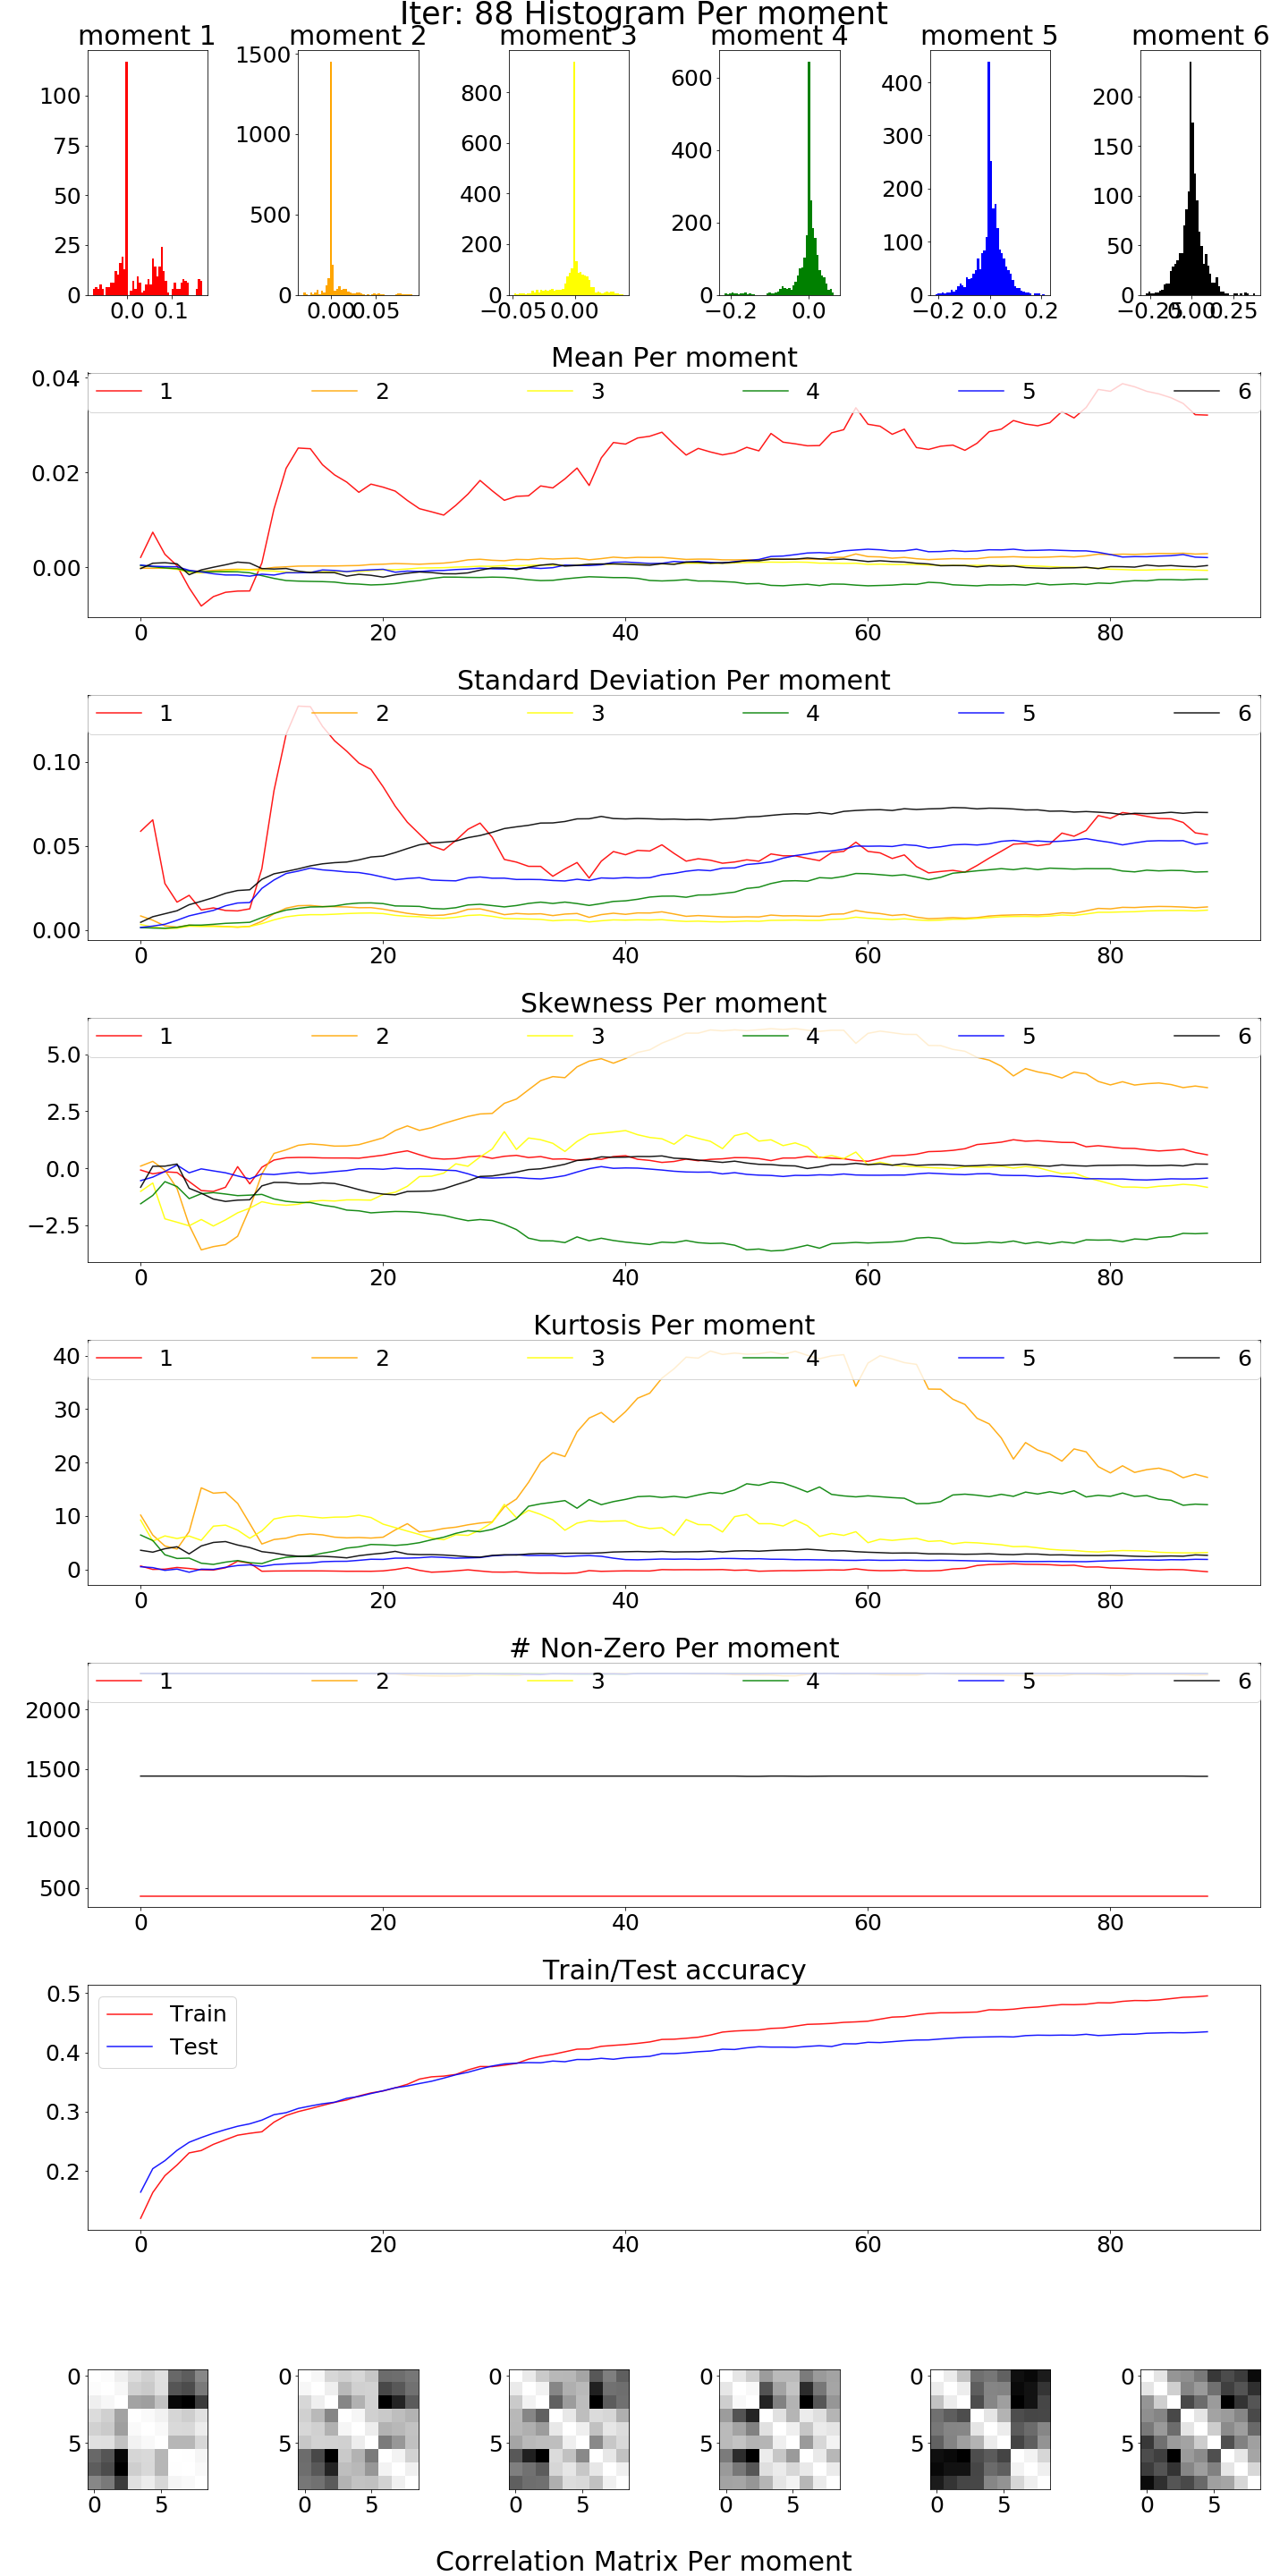 Iter: 88 Histogram Per moment
moment 1 moment 2 moment 3 moment 4 moment 5 moment 6
100 75 50 25 0
0.0 0.1
1500 1000 500 0
0.000 0.05
800 600 400 200 0
−0.05 0.00
600 400 200 0
−0.2 0.0
400 300 200 100 0
−0.2 0.0 0.2
200 150 100 50 0
−0.25 0.00 0.25
Mean Per moment
1 2 3 4 5 6
0.04
0.02
0.00
0 20 40 60 80
Standard Deviation Per moment
1 2 3 4 5 6
0.10
0.05
0.00
0 20 40 60 80
Skewness Per moment
1 2 3 4 5 6
5.0
2.5
0.0
−2.5
0 20 40 60 80
Kurtosis Per moment
1 2 3 4 5 6
40
30
20
10
0
0 20 40 60 80
# Non-Zero Per moment
1 2 3 4 5 6
2000
1500
1000
500
0 20 40 60 80
Train/Test accuracy
0.5
Train
Test
0.4
0.3
0.2
0 20 40 60 80
0 0 0 0 0 0
5 5 5 5 5 5
0 5 0 5 0 5 0 5 0 5 0 5
Correlation Matrix Per moment